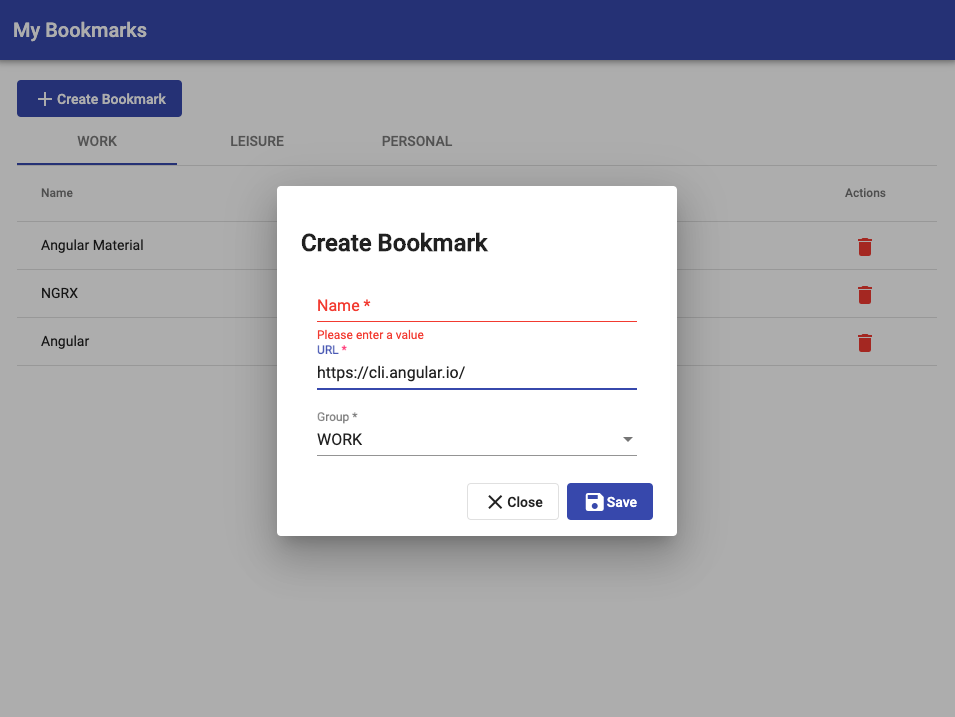 My Bookmarks
Create Bookmark
WORK LEISURE PERSONAL
Name Actions
Angular Material
NGRX
Angular
Create Bookmark
Name *
Please enter a value
URL *
https://cli.angular.io/
Group *
WORK
Close Save